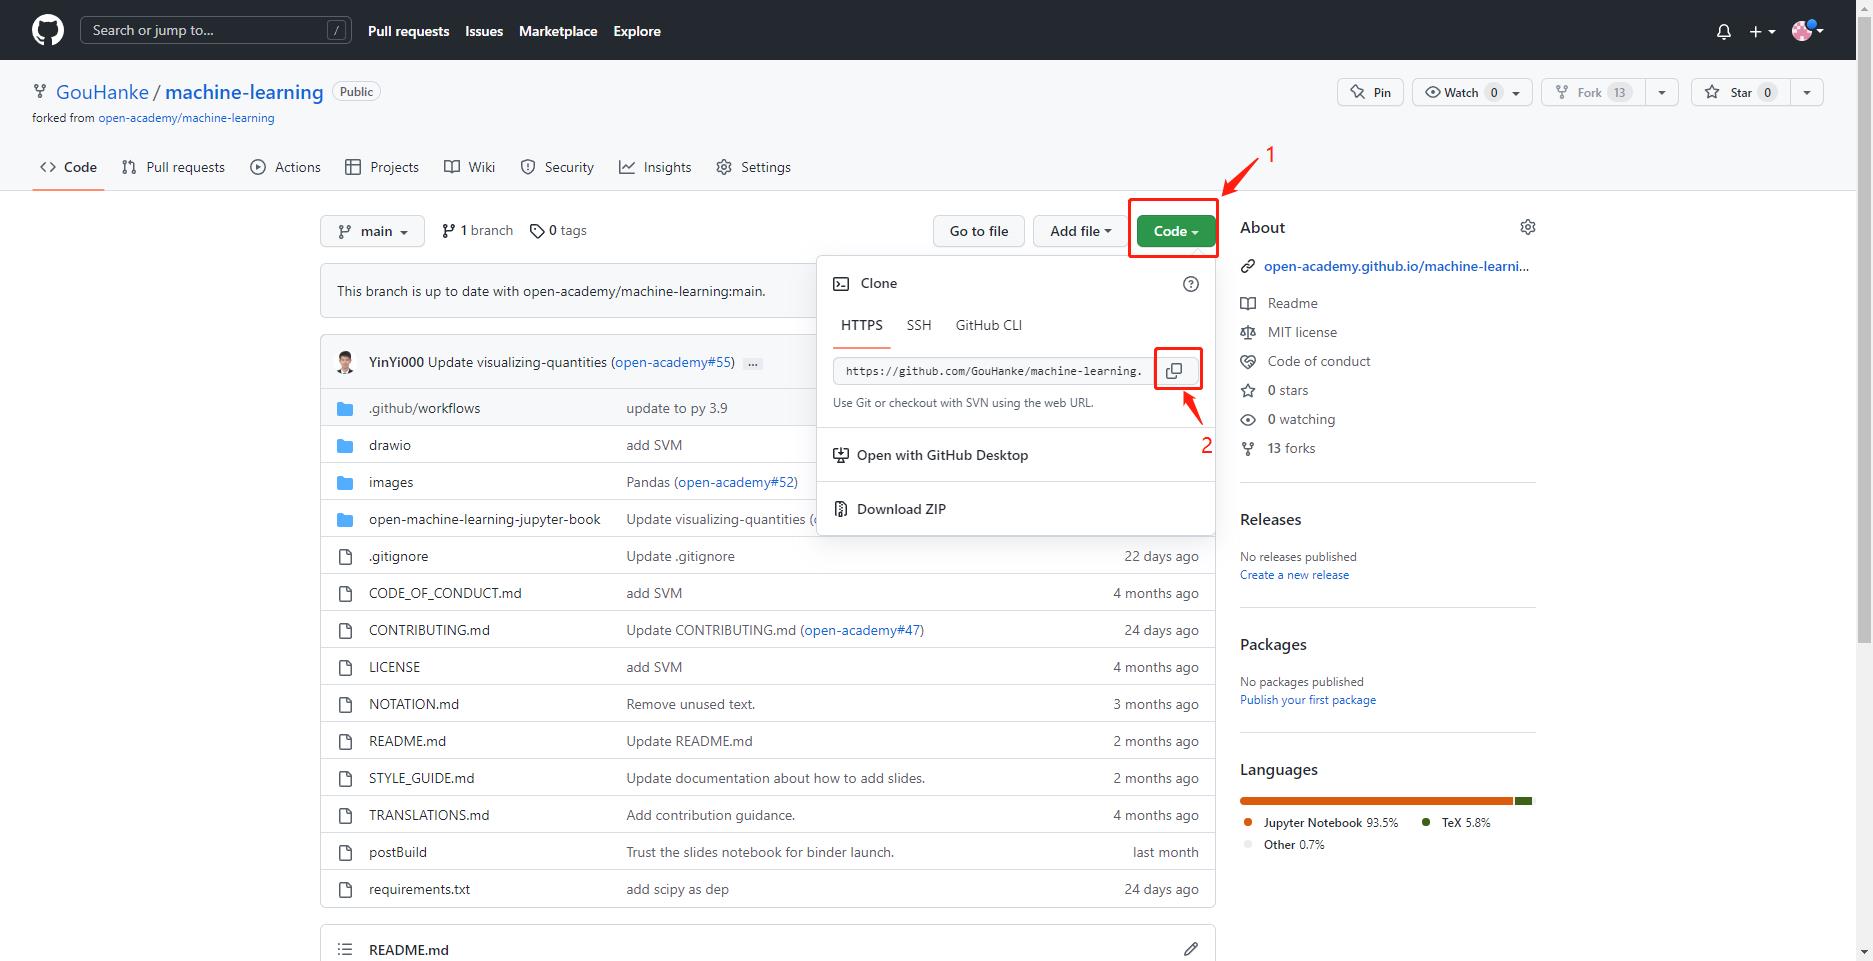 Search or jump to... /
Pull requests Issues Marketplace Explore
GouHanke / machine-learning Public
Pin Watch 0 Fork 13 Star 0
forked from open-academy/machine-learning
1
Code Pull requests Actions Projects Wiki Security Insights Settings
main 1 branch 0 tags Go to file Add file Code
About
open-academy.github.io/machine-learni...
Readme
MIT license
Code of conduct
0 stars
0 watching
13 forks
This branch is up to date with open-academy/machine-learning:main.
Clone
HTTPS SSH GitHub CLI
https://github.com/GouHanke/machine-learning.
Use Git or checkout with SVN using the web URL.
2
Open with GitHub Desktop
Download ZIP
YinYi000 Update visualizing-quantities (open-academy#55) ...
.github/workflows update to py 3.9
drawio add SVM
images Pandas (open-academy#52)
open-machine-learning-jupyter-book Update visualizing-quantities (
.gitignore Update .gitignore 22 days ago
CODE_OF_CONDUCT.md add SVM 4 months ago
CONTRIBUTING.md Update CONTRIBUTING.md (open-academy#47) 24 days ago
LICENSE add SVM 4 months ago
NOTATION.md Remove unused text. 3 months ago
README.md Update README.md 2 months ago
STYLE_GUIDE.md Update documentation about how to add slides. 2 months ago
TRANSLATIONS.md Add contribution guidance. 4 months ago
postBuild Trust the slides notebook for binder launch. last month
requirements.txt add scipy as dep 24 days ago
README.md
Releases
No releases published
Create a new release
Packages
No packages published
Publish your first package
Languages
Jupyter Notebook 93.5% TeX 5.8%
Other 0.7%